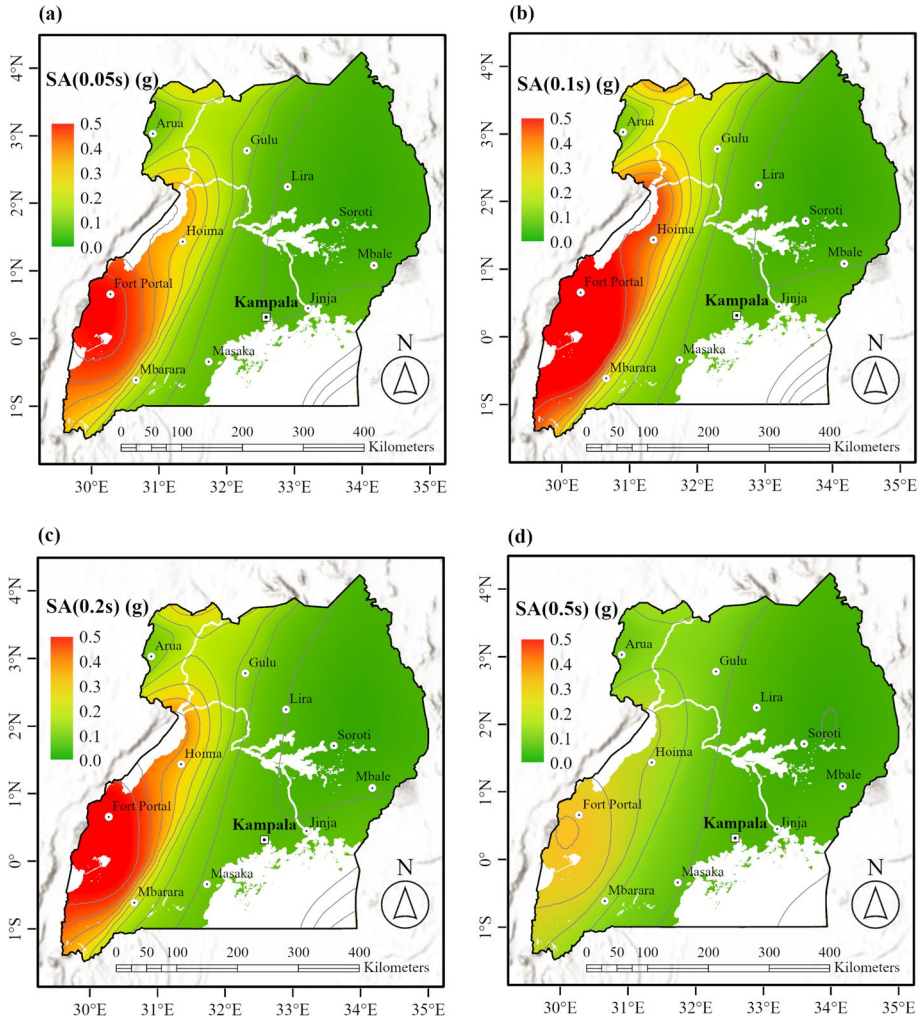 (a)
SA(0.05s) (g)
0.5
0.4
0.3
0.2
0.1
0.0
4°N
3°N
2°N
1°N
0°
1°S
Arua
Gulu
Lira
Soroti
Hoima
Mbale
Fort Portal
Kampala
Jinja
Masaka
Mbarara
N
0 50 100 200 300 400
Kilometers
30°E 31°E 32°E 33°E 34°E 35°E
(b)
SA(0.1s) (g)
0.5
0.4
0.3
0.2
0.1
0.0
4°N
3°N
2°N
1°N
0°
1°S
Arua
Gulu
Lira
Soroti
Hoima
Mbale
Fort Portal
Kampala
Jinja
Masaka
Mbarara
N
0 50 100 200 300 400
Kilometers
30°E 31°E 32°E 33°E 34°E 35°E
(c)
SA(0.2s) (g)
0.5
0.4
0.3
0.2
0.1
0.0
4°N
3°N
2°N
1°N
0°
1°S
Arua
Gulu
Lira
Soroti
Hoima
Mbale
Fort Portal
Kampala
Jinja
Masaka
Mbarara
N
0 50 100 200 300 400
Kilometers
30°E 31°E 32°E 33°E 34°E 35°E
(d)
SA(0.5s) (g)
0.5
0.4
0.3
0.2
0.1
0.0
4°N
3°N
2°N
1°N
0°
1°S
Arua
Gulu
Lira
Soroti
Hoima
Mbale
Fort Portal
Kampala
Jinja
Masaka
Mbarara
N
0 50 100 200 300 400
Kilometers
30°E 31°E 32°E 33°E 34°E 35°E